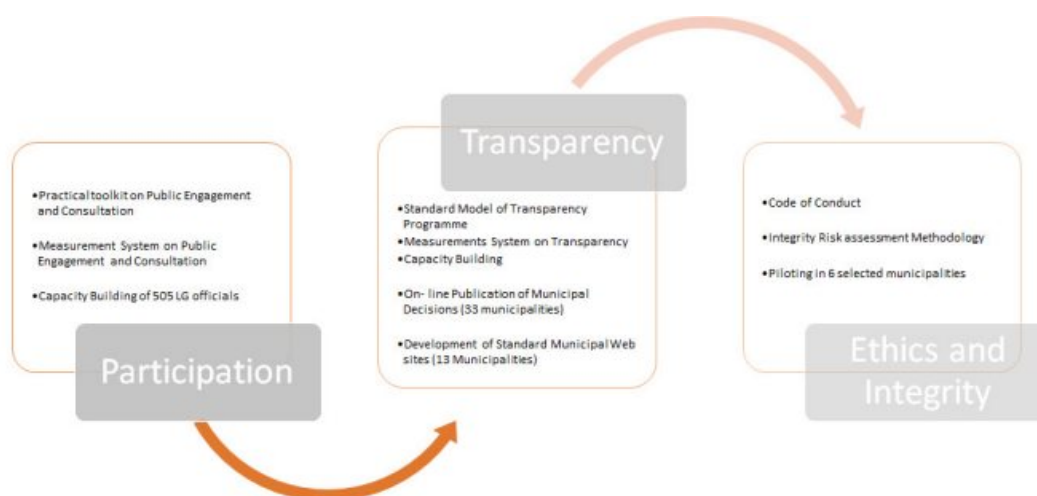 •Practical toolkit on Public Engagement
and Consultation
•Measurement System on Public
Engagement and Consultation
•Capacity Building of 505 LG officials
Participation
Transparency
•Standard Model of Transparency
Programme
•Measurements System on Transparency
•Capacity Building
•On- line Publication of Municipal
Decisions (33 municipalities)
•Development of Standard Municipal Web
sites (13 Municipalities)
•Code of Conduct
•Integrity Risk assessment Methodology
•Piloting in 6 selected municipalities
Ethics and
Integrity